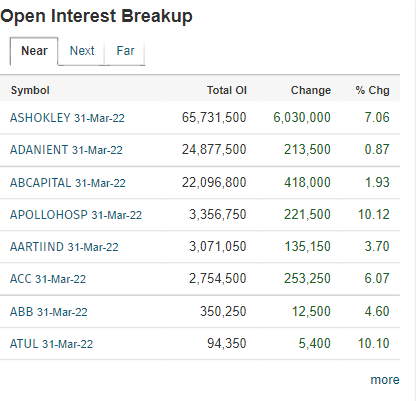 Open Interest Breakup
Near Next Far
Symbol Total OI Change % Chg
ASHOKLEY 31-Mar-22 65,731,500 6,030,000 7.06
ADANIENT 31-Mar-22 24,877,500 213,500 0.87
ABCAPITAL 31-Mar-22 22,096,800 418,000 1.93
APOLLOHOSP 31-Mar-22 3,356,750 221,500 10.12
AARTIIND 31-Mar-22 3,071,050 135,150 3.70
ACC 31-Mar-22 2,754,500 253,250 6.07
ABB 31-Mar-22 350,250 12,500 4.60
ATUL 31-Mar-22 94,350 5,400 10.10
more